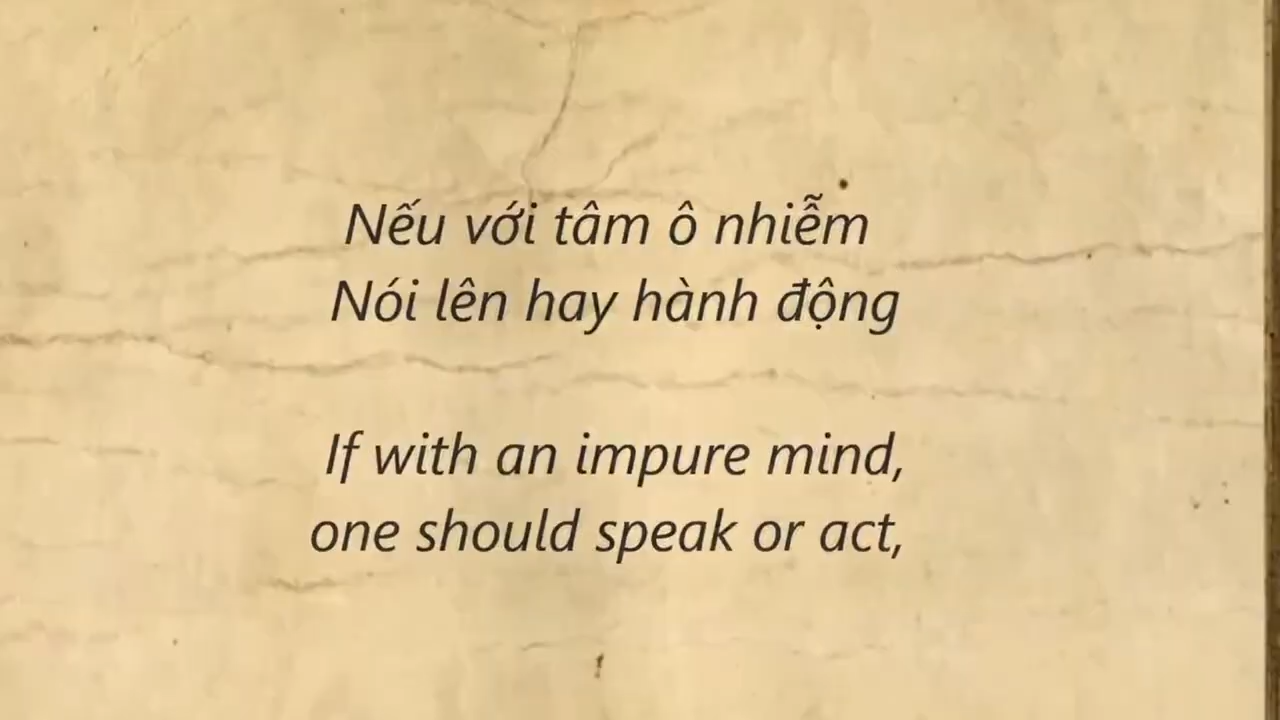 Nếu với tâm ô nhiễm
Nói lên hay hành động
If with an impure mind,
one should speak or act,